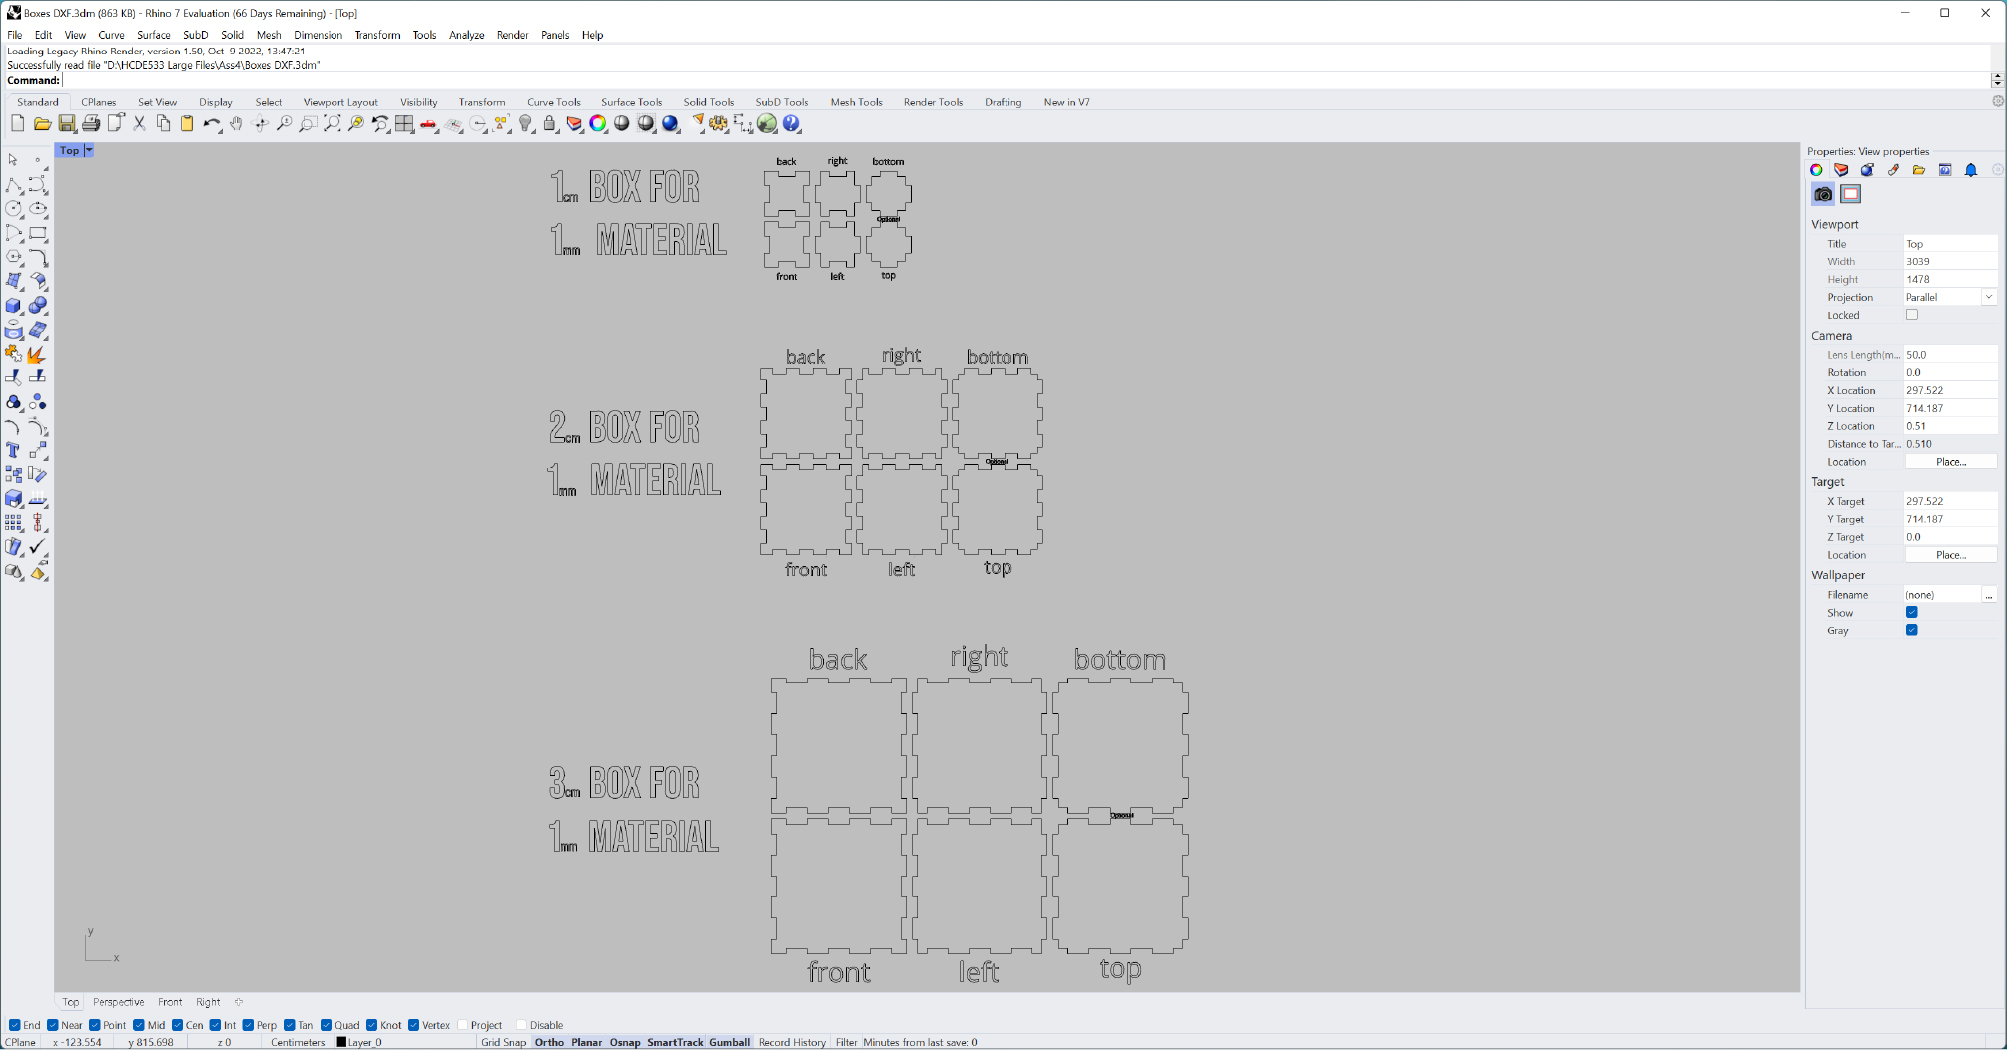 Boxes DXF.3dm (863 KB) - Rhino 7 Evaluation (66 Days Remaining) - [Top]
File Edit View Curve Surface SubD Solid Mesh Dimension Transform Tools Analyze Render Panels Help
Loading Legacy Rhino Render, version 1.50, Oct 9 2022, 13:47:21
Successfully read file "D:\HCDE533 Large Files\Ass4\Boxes DXF.3dm"
Command:
Standard CPlanes Set View Display Select Viewport Layout Visibility Transform Curve Tools Surface Tools Solid Tools SubD Tools Mesh Tools Render Tools Drafting New in V7
Top
back right bottom
1cm BOX FOR
1mm MATERIAL
Optional
front left top
back right bottom
2cm BOX FOR
1mm MATERIAL
Optional
front left top
back right bottom
3cm BOX FOR
1mm MATERIAL
Optional
front left top
y
x
Properties: View properties
Viewport
Title Top
Width 3039
Height 1478
Projection Parallel
Locked
Camera
Lens Length(m... 50.0
Rotation 0.0
X Location 297.522
Y Location 714.187
Z Location 0.51
Distance to Tar... 0.510
Location Place...
Target
X Target 297.522
Y Target 714.187
Z Target 0.0
Location Place...
Wallpaper
Filename (none) ...
Show
Gray
Top Perspective Front Right
End Near Point Mid Cen Int Perp Tan Quad Knot Vertex Project Disable
CPlane x -123.554 y 815.698 z 0 Centimeters Layer_0 Grid Snap Ortho Planar Osnap SmartTrack Gumball Record History Filter Minutes from last save: 0